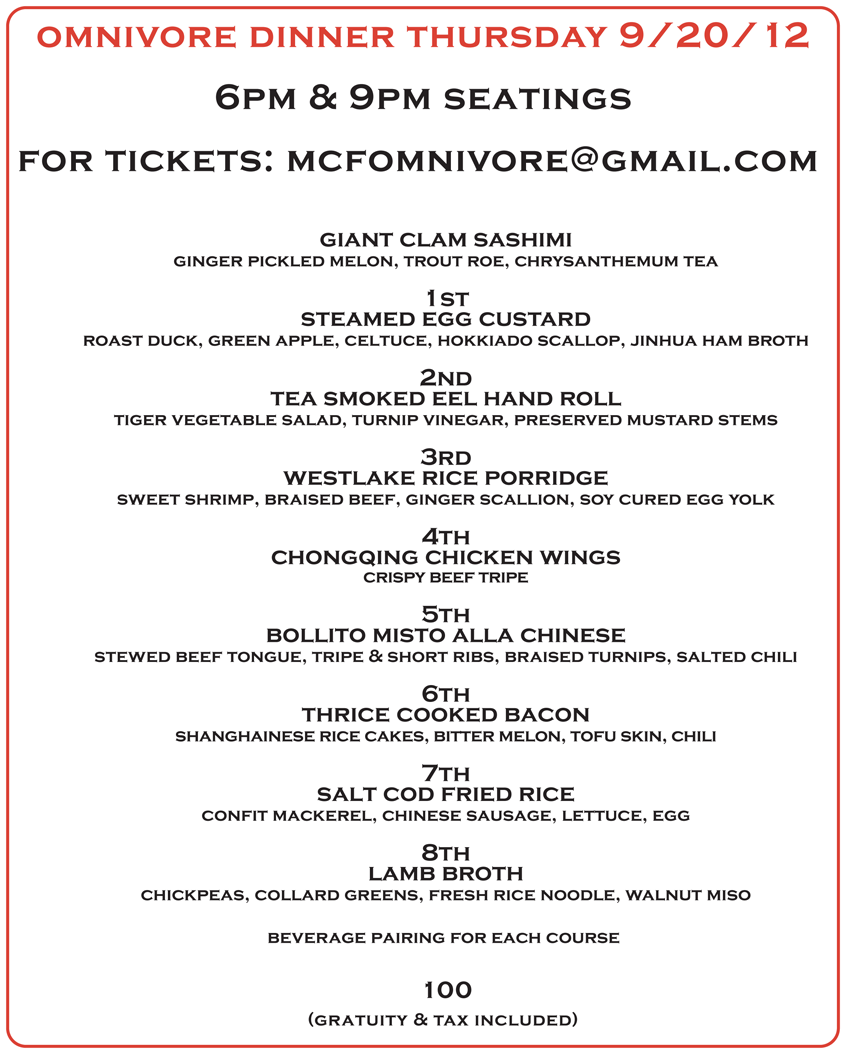 OMNIVORE DINNER THURSDAY 9/20/12
6PM & 9PM SEATINGS
FOR TICKETS: MCFOMNIVORE@GMAIL.COM
GIANT CLAM SASHIMI
GINGER PICKLED MELON, TROUT ROE, CHRYSANTHEMUM TEA
1ST
STEAMED EGG CUSTARD
ROAST DUCK, GREEN APPLE, CELTUCE, HOKKIADO SCALLOP, JINHUA HAM BROTH
2ND
TEA SMOKED EEL HAND ROLL
TIGER VEGETABLE SALAD, TURNIP VINEGAR, PRESERVED MUSTARD STEMS
3RD
WESTLAKE RICE PORRIDGE
SWEET SHRIMP, BRAISED BEEF, GINGER SCALLION, SOY CURED EGG YOLK
4TH
CHONGQING CHICKEN WINGS
CRISPY BEEF TRIPE
5TH
BOLLITO MISTO ALLA CHINESE
STEWED BEEF TONGUE, TRIPE & SHORT RIBS, BRAISED TURNIPS, SALTED CHILI
6TH
THRICE COOKED BACON
SHANGHAINESE RICE CAKES, BITTER MELON, TOFU SKIN, CHILI
7TH
SALT COD FRIED RICE
CONFIT MACKEREL, CHINESE SAUSAGE, LETTUCE, EGG
8TH
LAMB BROTH
CHICKPEAS, COLLARD GREENS, FRESH RICE NOODLE, WALNUT MISO
BEVERAGE PAIRING FOR EACH COURSE
100
(GRATUITY & TAX INCLUDED)